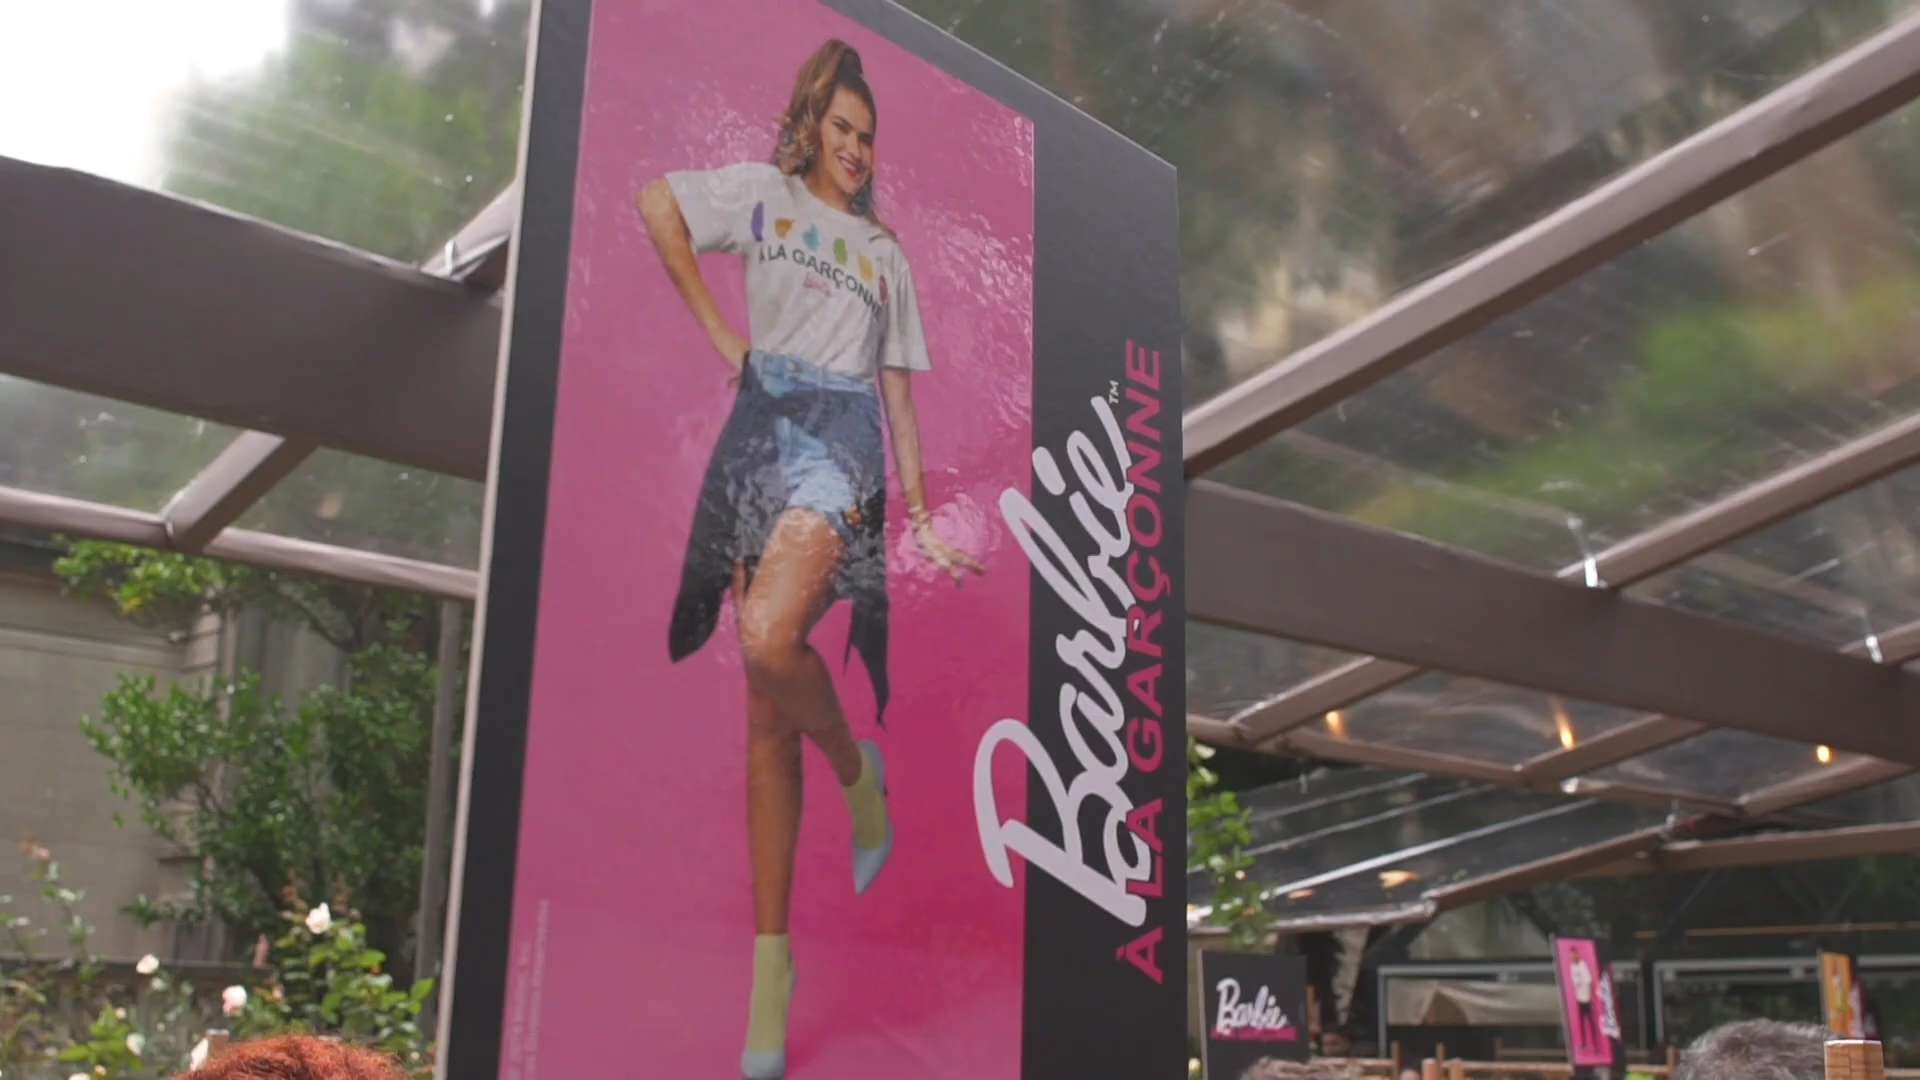 À LA GARÇONNE
Barbie
Barbie™
À LA GARÇONNE
Barbie